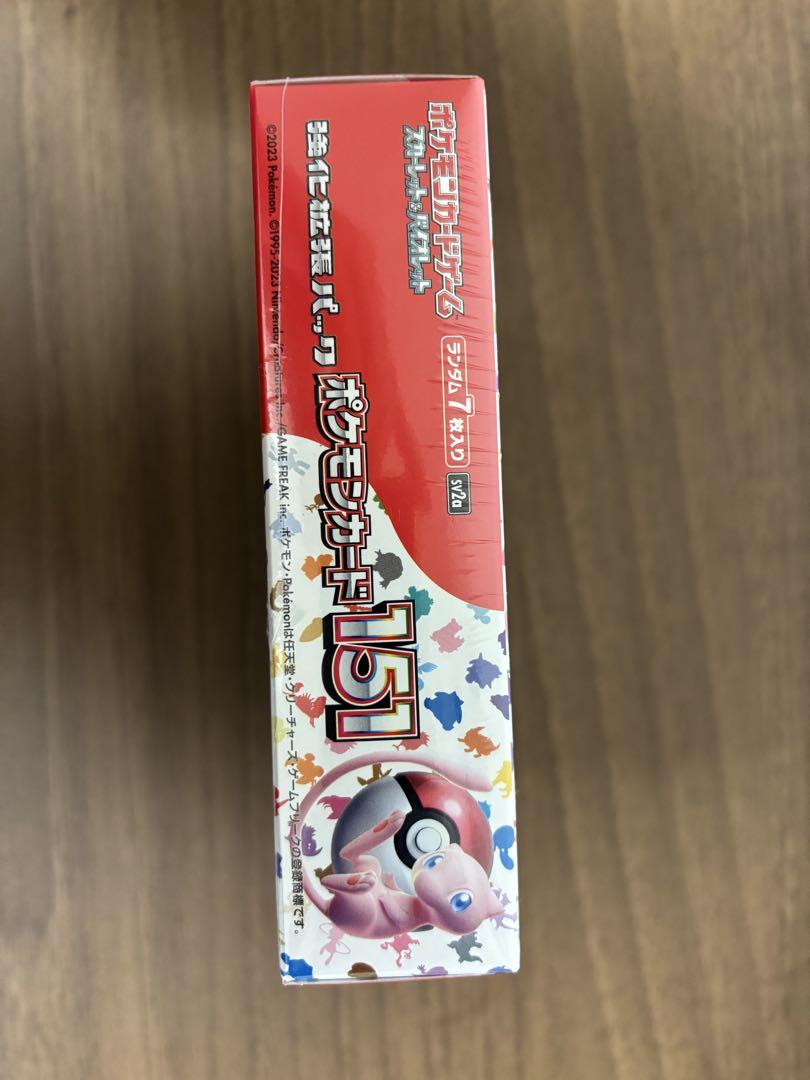 ポケモンカードゲーム
スカーレット&バイオレット
ランダム7枚入り
sv2a
強化拡張パック
ポケモンカード151
©2023 Pokémon. ©1995-2023 Nintendo/Creatures Inc./GAME FREAK inc. ポケモン・Pokémonは任天堂・クリーチャーズ・ゲームフリークの登録商標です。